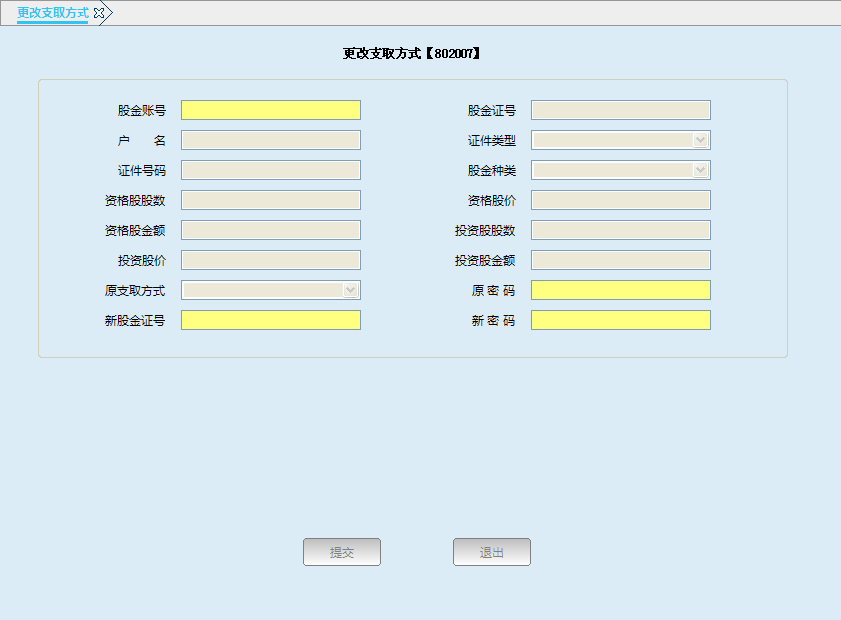 更改支取方式
更改支取方式【802007】
股金账号 股金证号
户 名 证件类型
证件号码 股金种类
资格股股数 资格股价
资格股金额 投资股股数
投资股价 投资股金额
原支取方式 原 密 码
新股金证号 新 密 码
提交 退出